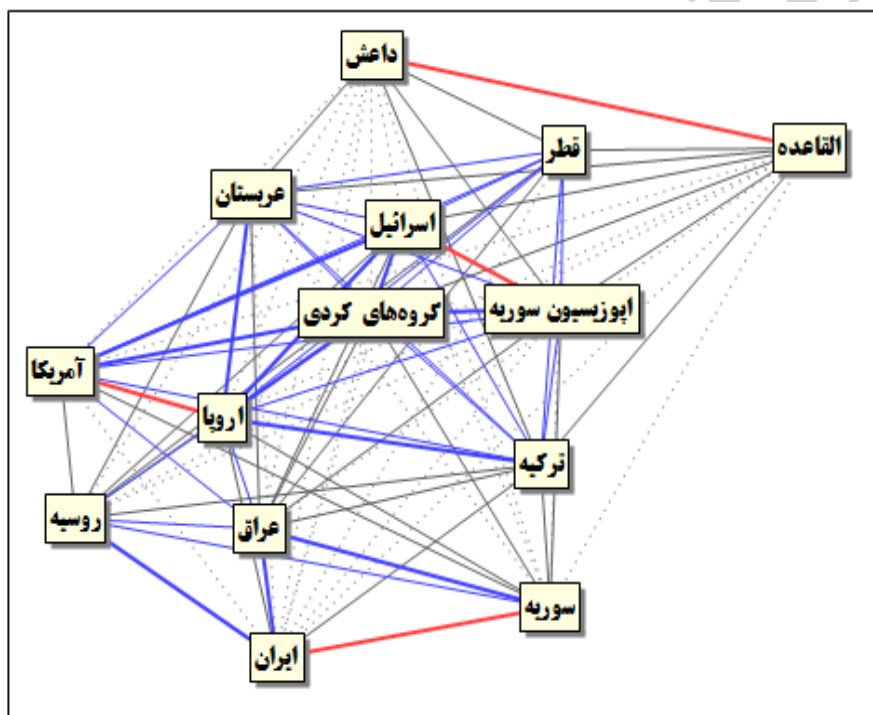 داعش
قطر
القاعده
عربستان
اسرائیل
گروه‌های کردی
اپوزیسیون سوریه
آمریکا
اروپا
ترکیه
روسیه
عراق
سوریه
ایران